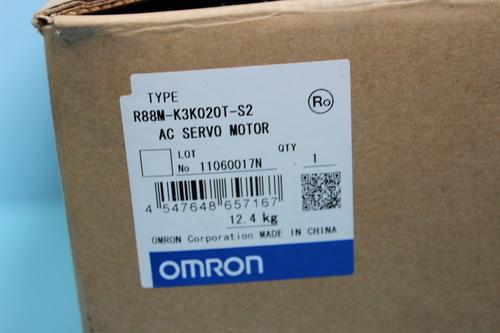 TYPE
R88M-K3K020T-S2
Ro
AC SERVO MOTOR
LOT
No 11060017N
QTY
1
4 547648 657167
12.4 kg
OMRON Corporation MADE IN CHINA
OMRON